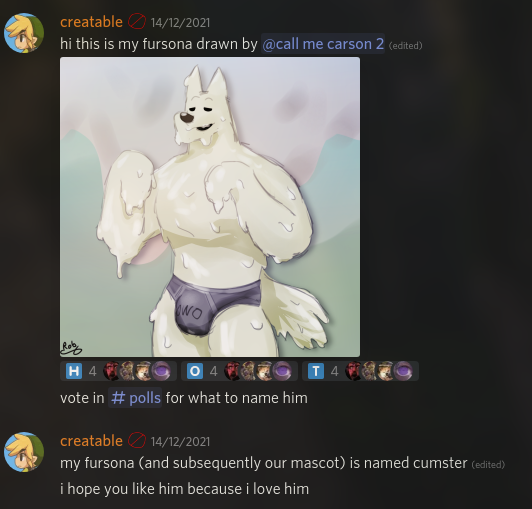 creatable 14/12/2021
hi this is my fursona drawn by @call me carson 2 (edited)
OWO
Rob
H 4 O 4 T 4
vote in # polls for what to name him
creatable 14/12/2021
my fursona (and subsequently our mascot) is named cumster (edited)
i hope you like him because i love him